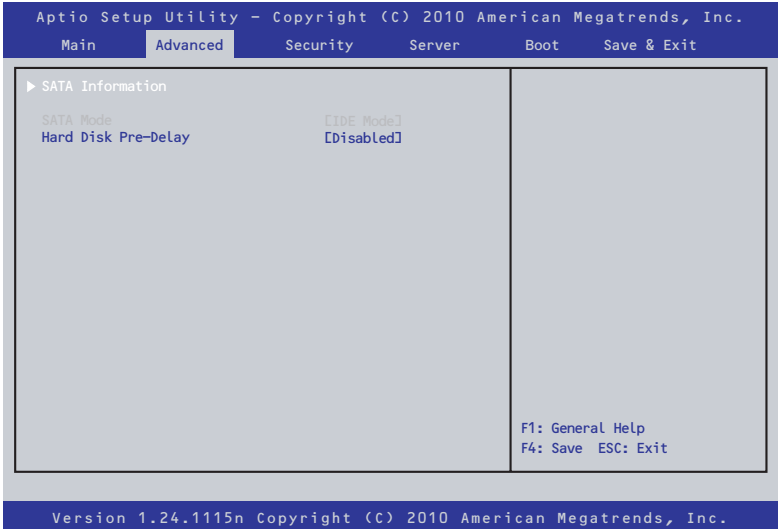 Aptio Setup Utility – Copyright (C) 2010 American Megatrends, Inc.
Main Advanced Security Server Boot Save & Exit
▶ SATA Information
SATA Mode [IDE Mode]
Hard Disk Pre-Delay [Disabled]
F1: General Help
F4: Save ESC: Exit
Version 1.24.1115n Copyright (C) 2010 American Megatrends, Inc.